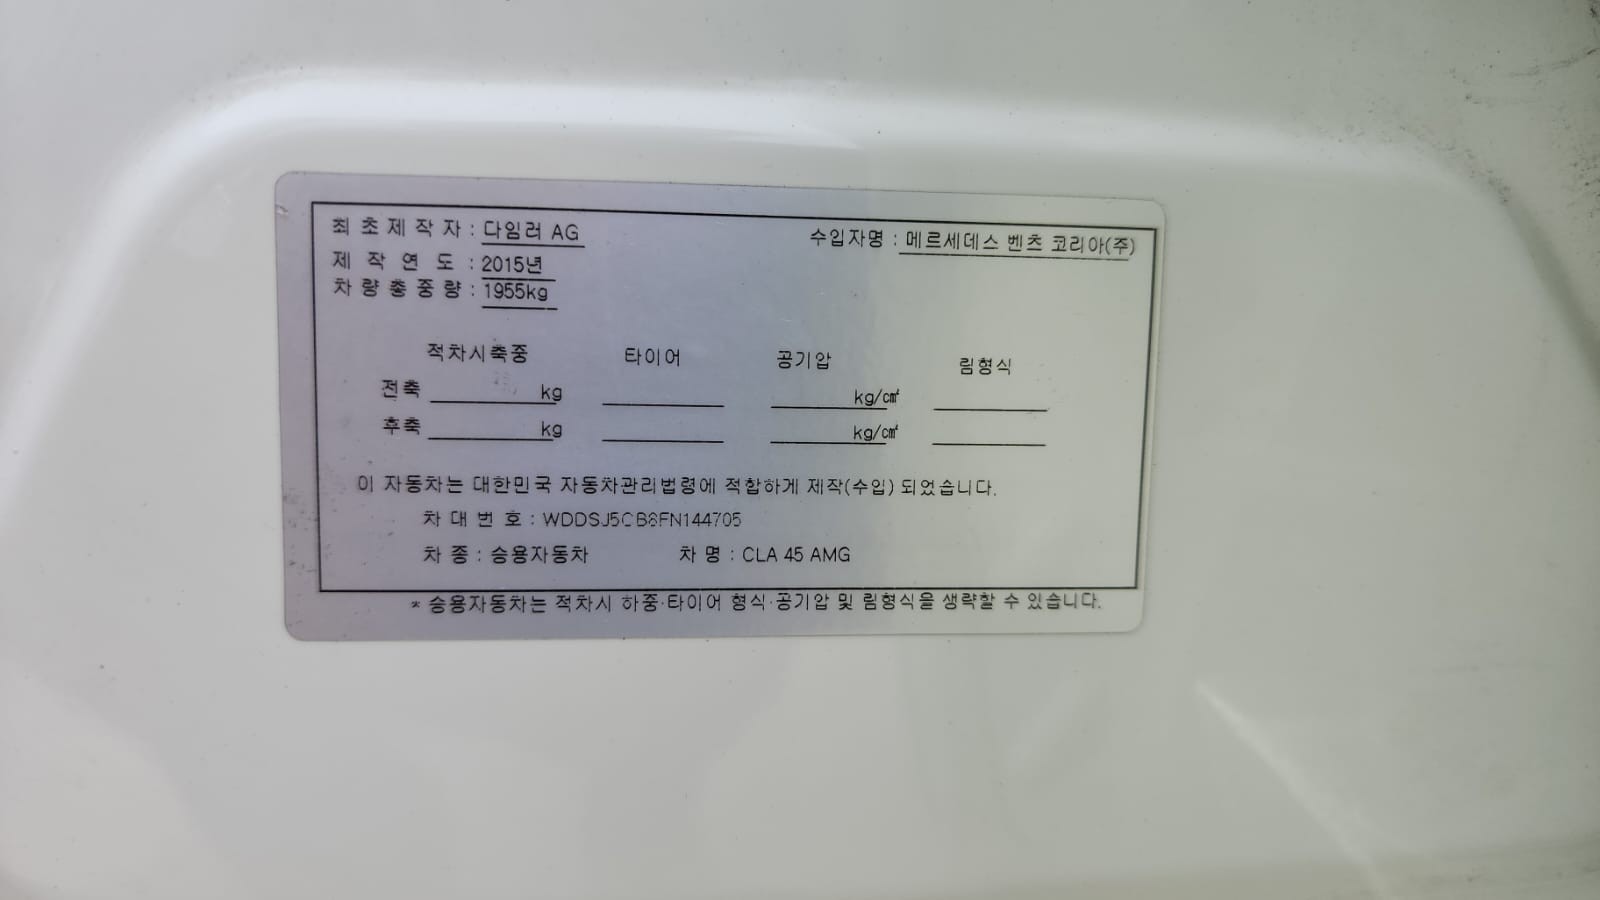 최초제작자 : 다임러 AG 수입자명 : 메르세데스 벤츠 코리아(주)
제작연도 : 2015년
차량총중량 : 1955kg
적차시축중 타이어 공기압 림형식
전축 kg kg/㎠
후축 kg kg/㎠
이 자동차는 대한민국 자동차관리법령에 적합하게 제작(수입) 되었습니다.
차대번호 : WDDSJ5CB8FN144705
차종 : 승용자동차 차명 : CLA 45 AMG
* 승용자동차는 적차시 하중·타이어 형식·공기압 및 림형식을 생략할 수 있습니다.